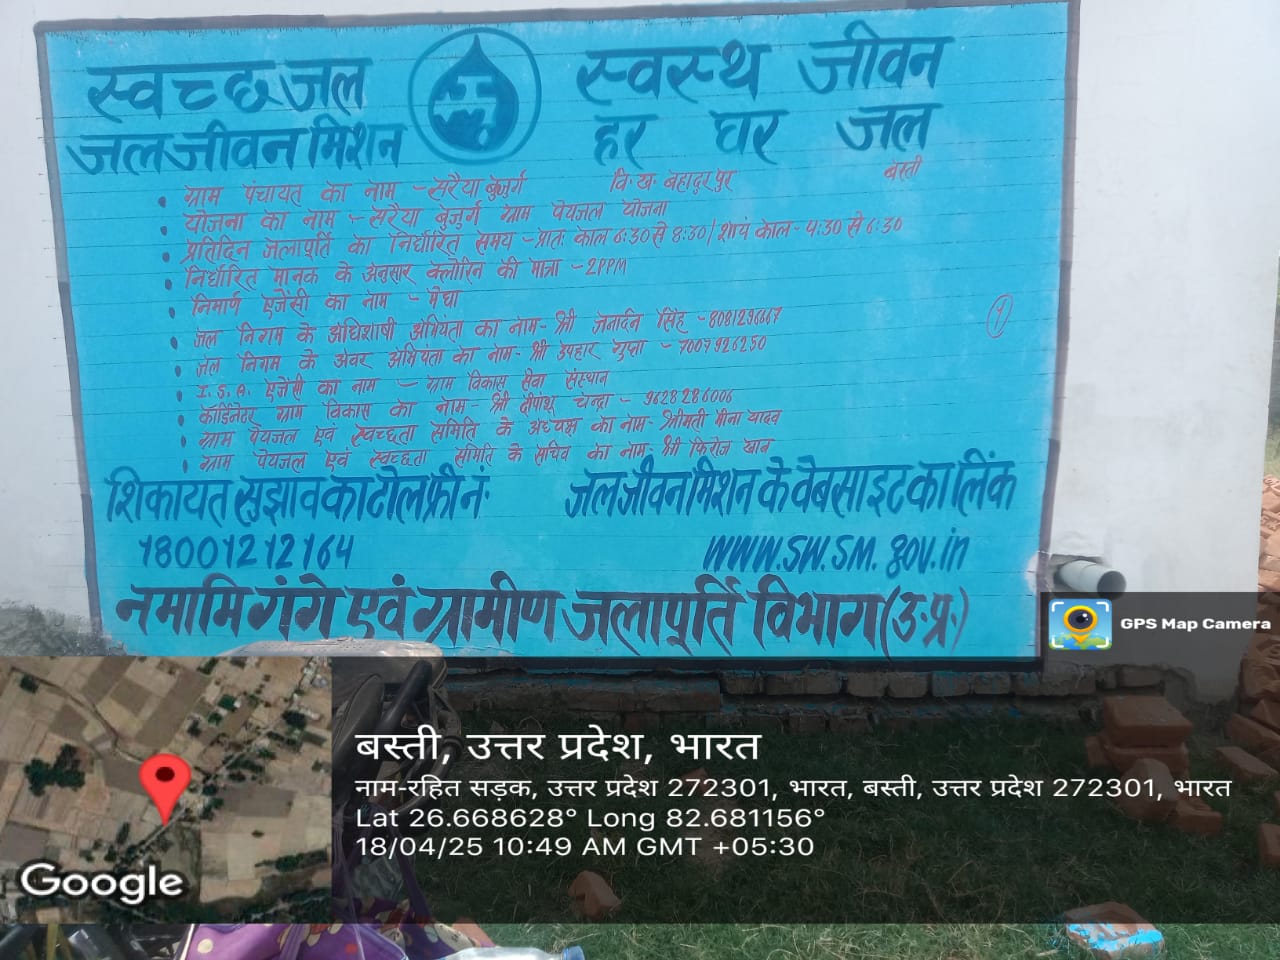 स्वच्छ जल
स्वस्थ जीवन
जल जीवन मिशन
हर घर जल
ग्राम पंचायत का नाम - सरैया बुजुर्ग वि.ख. बहादुरपुर बस्ती
योजना का नाम - सरैया बुजुर्ग ग्राम पेयजल योजना
प्रतिदिन जलापूर्ति का निर्धारित समय - प्रातः काल 6:30 से 8:30 / शायं काल - 4:30 से 6:30
निर्धारित मानक के अनुसार क्लोरिन की मात्रा - 2PPM
निमार्ण एजेंसी का नाम - मेघा
जल निगम के अधिशाषी अभियंता का नाम - श्री जनार्दन सिंह - 8081296667
जल निगम के अवर अभियंता का नाम - श्री उपहार गुप्ता - 7007926250
I.S.A. एजेंसी का नाम - ग्राम विकास सेवा संस्थान
कोर्डिनेटर ग्राम विकास का नाम - श्री दीपांशू चन्द्रा - 9628286006
ग्राम पेयजल एवं स्वच्छता समिति के अध्यक्ष का नाम - श्रीमती मीना यादव
ग्राम पेयजल एवं स्वच्छता समिति के सचिव का नाम - श्री फिरोज खान
शिकायत सुझाव का टोल फ्री नं.
जल जीवन मिशन के वेबसाइट का लिंक
18001212164
www.sw.sm.gov.in
नमामि गंगे एवं ग्रामीण जलापूर्ति विभाग (उ.प्र.)
GPS Map Camera
बस्ती, उत्तर प्रदेश, भारत
नाम-रहित सड़क, उत्तर प्रदेश 272301, भारत, बस्ती, उत्तर प्रदेश 272301, भारत
Lat 26.668628° Long 82.681156°
18/04/25 10:49 AM GMT +05:30
Google